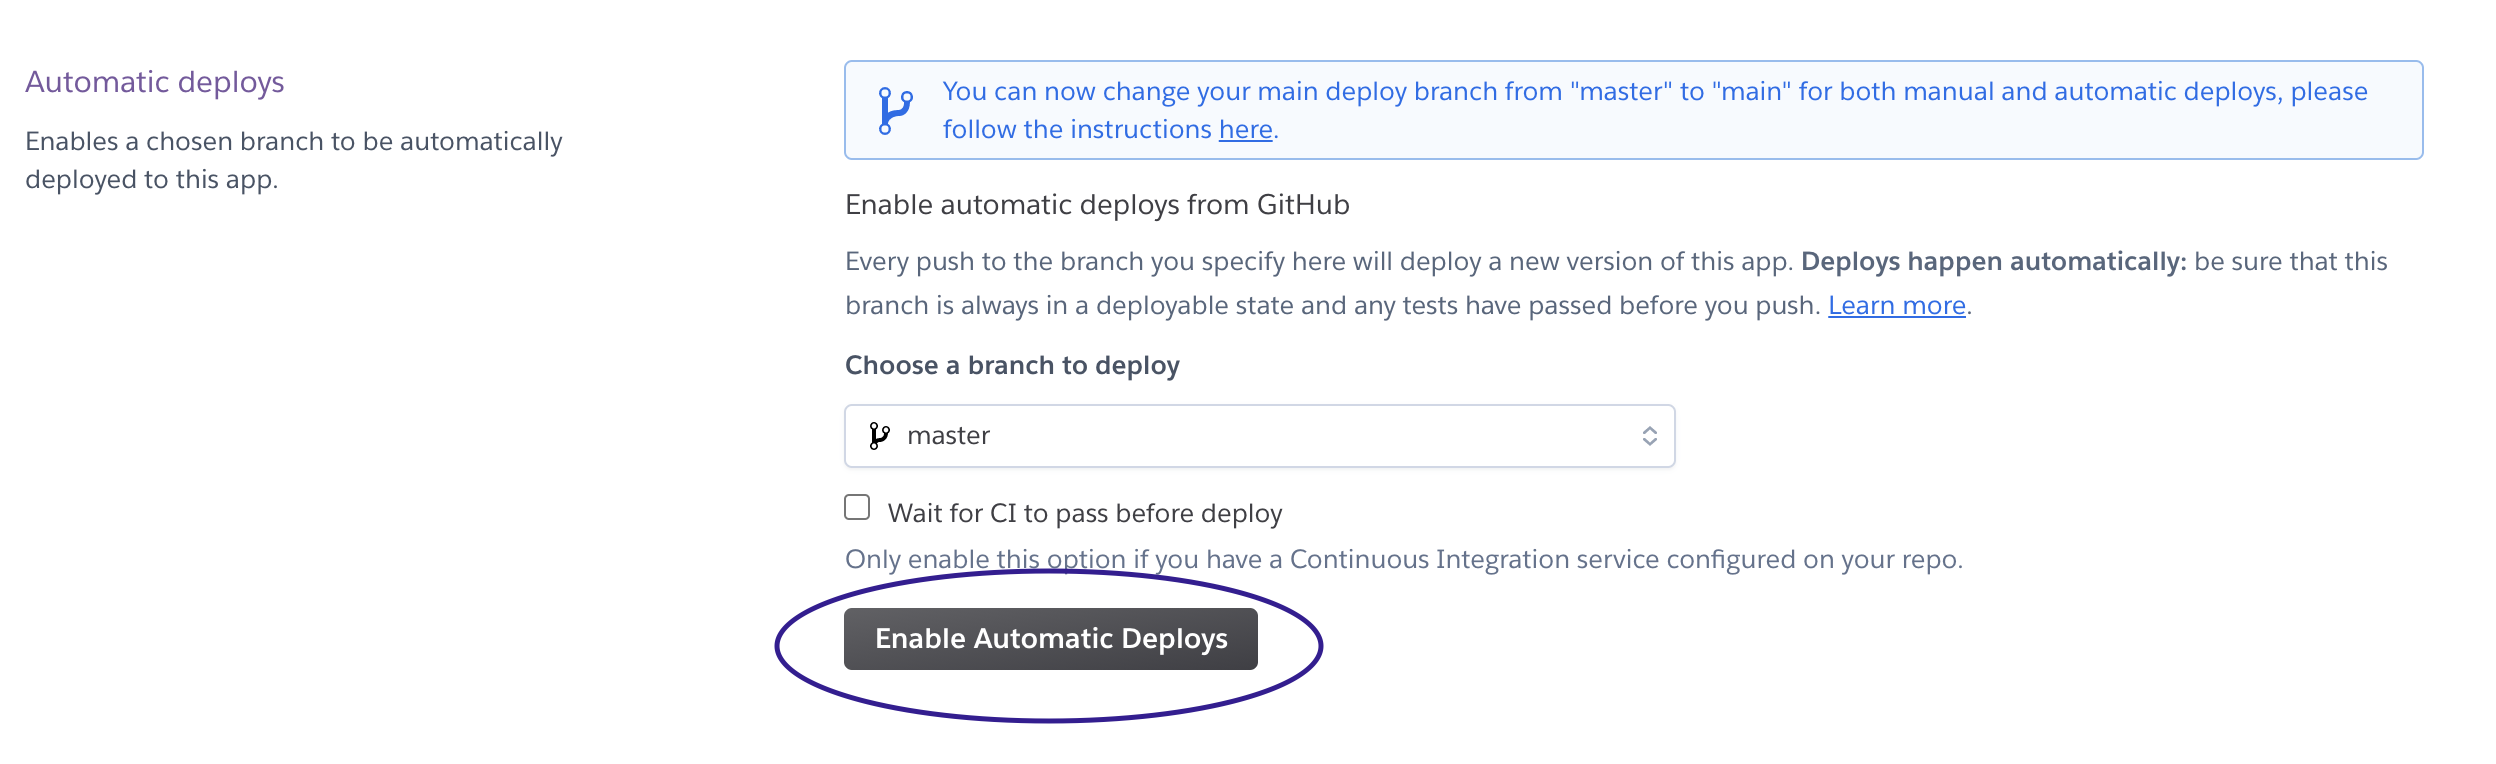 Automatic deploys
Enables a chosen branch to be automatically
deployed to this app.
You can now change your main deploy branch from "master" to "main" for both manual and automatic deploys, please
follow the instructions here.
Enable automatic deploys from GitHub
Every push to the branch you specify here will deploy a new version of this app. Deploys happen automatically: be sure that this
branch is always in a deployable state and any tests have passed before you push. Learn more.
Choose a branch to deploy
master
Wait for CI to pass before deploy
Only enable this option if you have a Continuous Integration service configured on your repo.
Enable Automatic Deploys